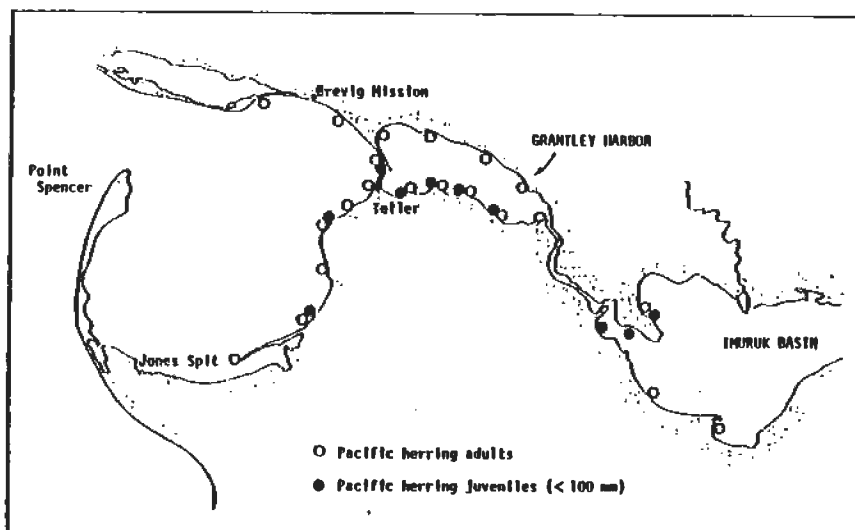 Brevig Mission
GRANTLEY HARBOR
Point
Spencer
Teller
Jones Spit
IMURUK BASIN
Pacific herring adults
Pacific herring juveniles (< 100 mm)